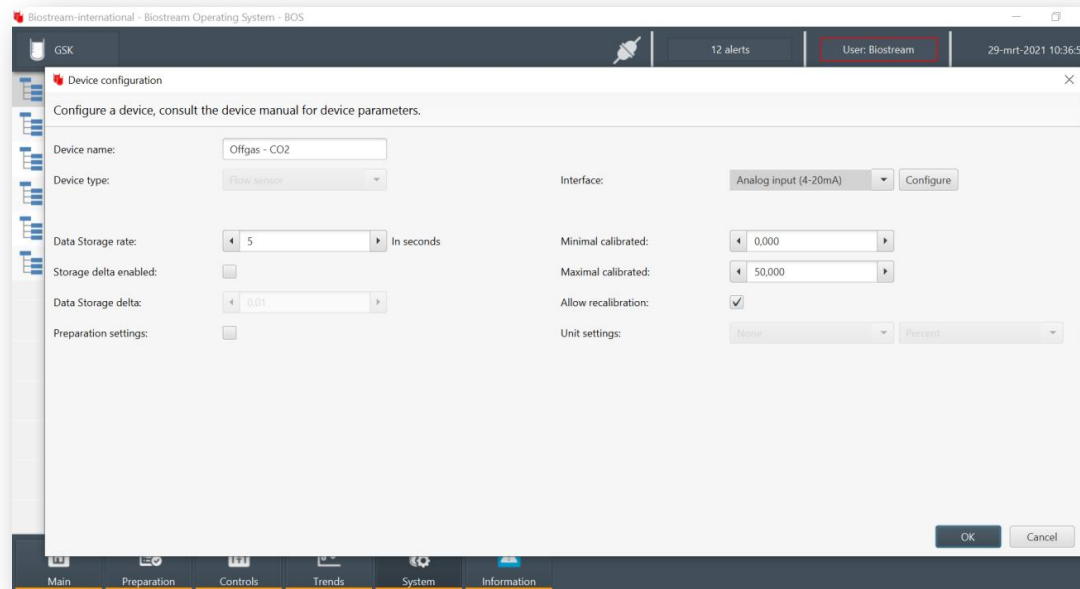 Biostream-international - Biostream Operating System - BOS
GSK
12 alerts
User: Biostream
29-mrt-2021 10:36:5
Device configuration
Configure a device, consult the device manual for device parameters.
Device name: Offgas - CO2
Device type: Flow sensor Interface: Analog input (4-20mA) Configure
Data Storage rate: 5 In seconds Minimal calibrated: 0,000
Storage delta enabled: Maximal calibrated: 50,000
Data Storage delta: 0,01 Allow recalibration:
Preparation settings: Unit settings: None Percent
OK Cancel
Main Preparation Controls Trends System Information